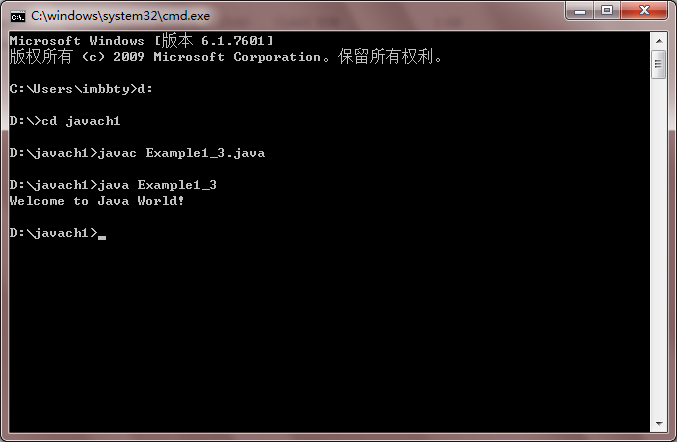 C:\windows\system32\cmd.exe
Microsoft Windows [版本 6.1.7601]
版权所有 (c) 2009 Microsoft Corporation。保留所有权利。
C:\Users\imbbty>d:
D:\>cd javach1
D:\javach1>javac Example1_3.java
D:\javach1>java Example1_3
Welcome to Java World!
D:\javach1>